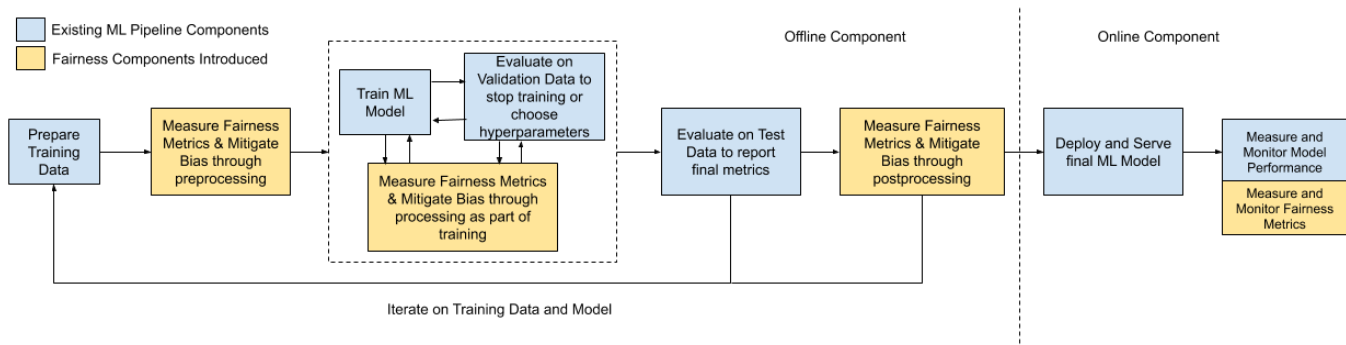 Existing ML Pipeline Components
Fairness Components Introduced
Offline Component
Online Component
Prepare
Training
Data
Measure Fairness
Metrics & Mitigate
Bias through
preprocessing
Train ML
Model
Evaluate on
Validation Data to
stop training or
choose
hyperparameters
Measure Fairness Metrics
& Mitigate Bias through
processing as part of
training
Evaluate on Test
Data to report
final metrics
Measure Fairness
Metrics & Mitigate
Bias through
postprocessing
Deploy and Serve
final ML Model
Measure and
Monitor Model
Performance
Measure and
Monitor Fairness
Metrics
Iterate on Training Data and Model